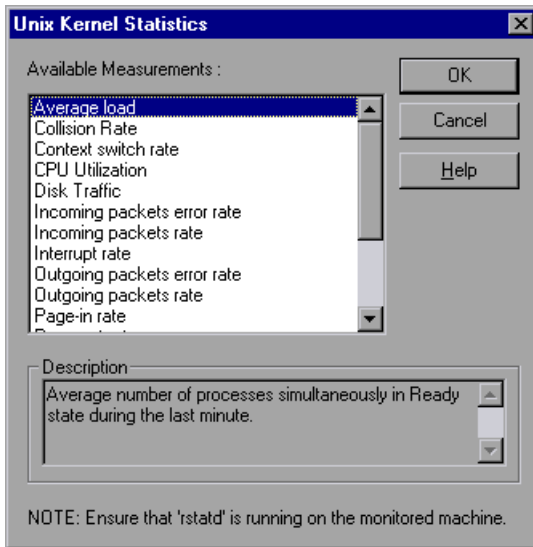 Unix Kernel Statistics
Available Measurements :
OK
Cancel
Help
Average load
Collision Rate
Context switch rate
CPU Utilization
Disk Traffic
Incoming packets error rate
Incoming packets rate
Interrupt rate
Outgoing packets error rate
Outgoing packets rate
Page-in rate
Description
Average number of processes simultaneously in Ready
state during the last minute.
NOTE: Ensure that 'rstatd' is running on the monitored machine.